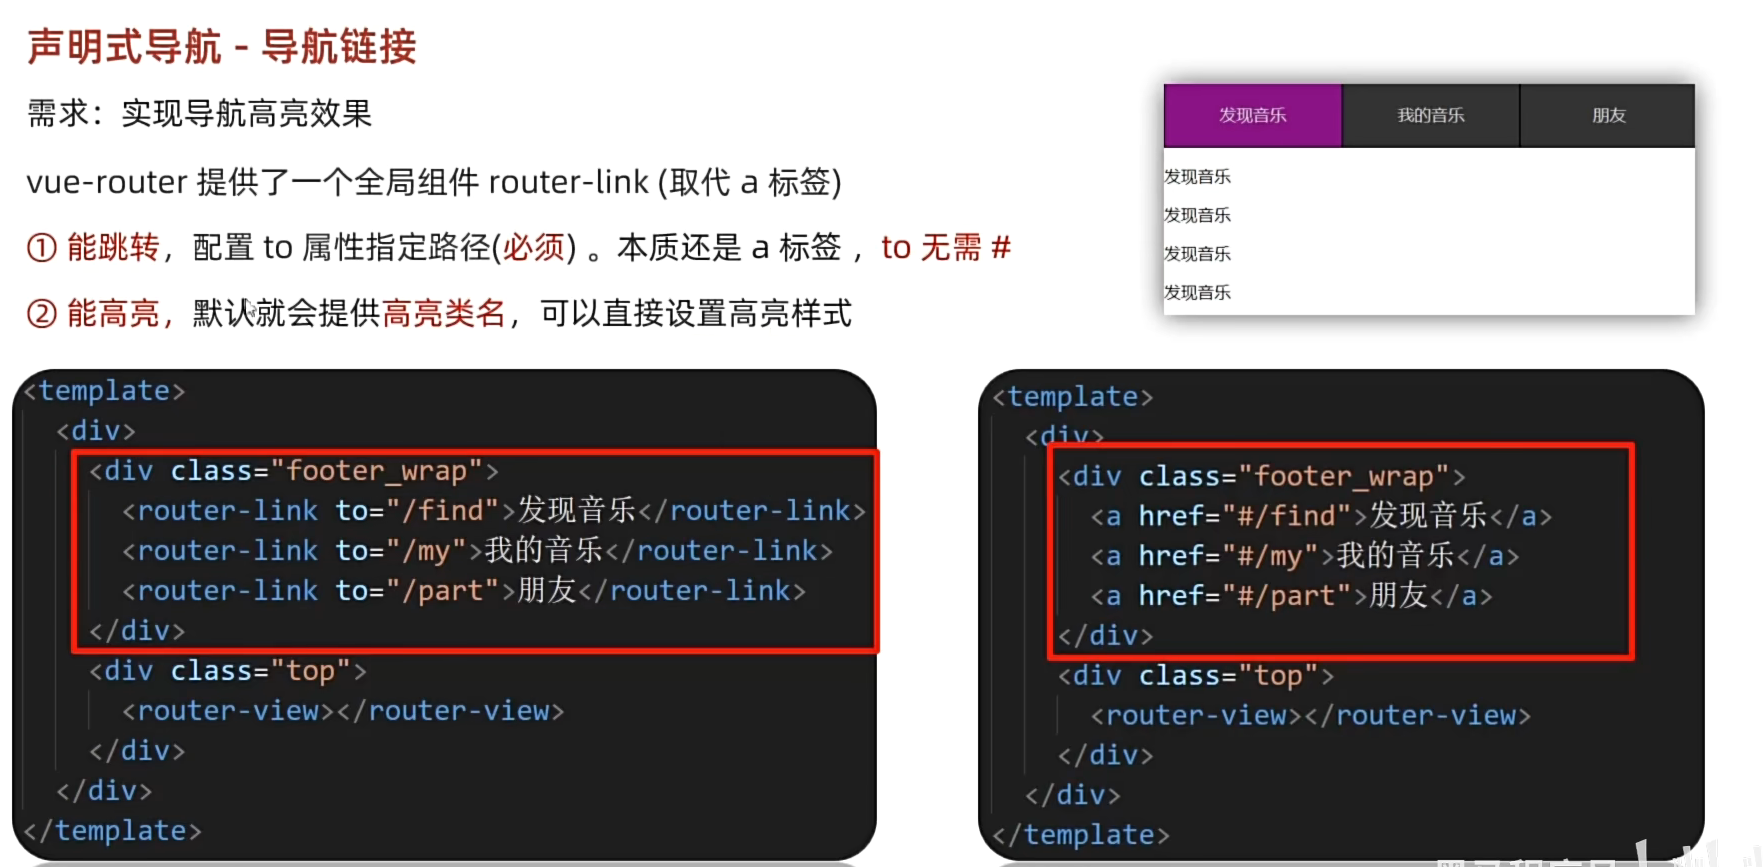 声明式导航 - 导航链接
需求：实现导航高亮效果
vue-router 提供了一个全局组件 router-link (取代 a 标签)
① 能跳转，配置 to 属性指定路径(必须) 。本质还是 a 标签 ，to 无需 #
② 能高亮，默认就会提供高亮类名，可以直接设置高亮样式
发现音乐 我的音乐 朋友
发现音乐
发现音乐
发现音乐
发现音乐
<template>
<div>
<div class="footer_wrap">
<router-link to="/find">发现音乐</router-link>
<router-link to="/my">我的音乐</router-link>
<router-link to="/part">朋友</router-link>
</div>
<div class="top">
<router-view></router-view>
</div>
</div>
</template>
<template>
<div>
<div class="footer_wrap">
<a href="#/find">发现音乐</a>
<a href="#/my">我的音乐</a>
<a href="#/part">朋友</a>
</div>
<div class="top">
<router-view></router-view>
</div>
</div>
</template>